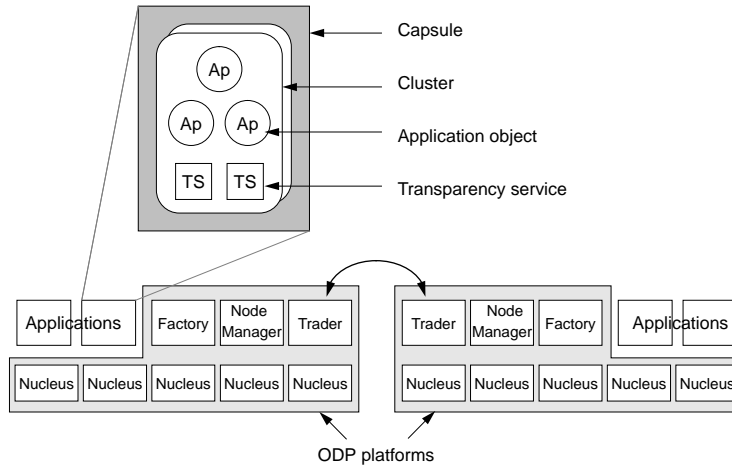 Capsule
Ap
Cluster
Ap Ap
Application object
TS TS
Transparency service
Applications Factory Node Manager Trader Trader Node Manager Factory Applications
Nucleus Nucleus Nucleus Nucleus Nucleus Nucleus Nucleus Nucleus Nucleus Nucleus
ODP platforms